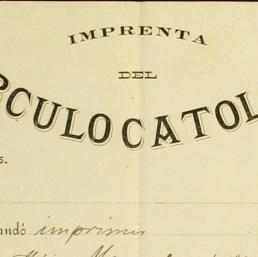 IMPRENTA
DEL
RCULO CATOL
s.
andó imprimir